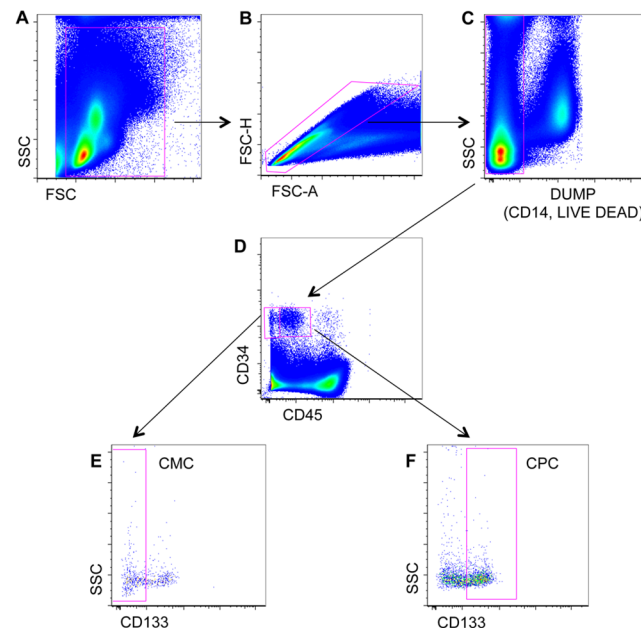 A
SSC
FSC
B
FSC-H
FSC-A
C
SSC
DUMP
(CD14, LIVE DEAD)
D
CD34
CD45
E
CMC
SSC
CD133
F
CPC
SSC
CD133